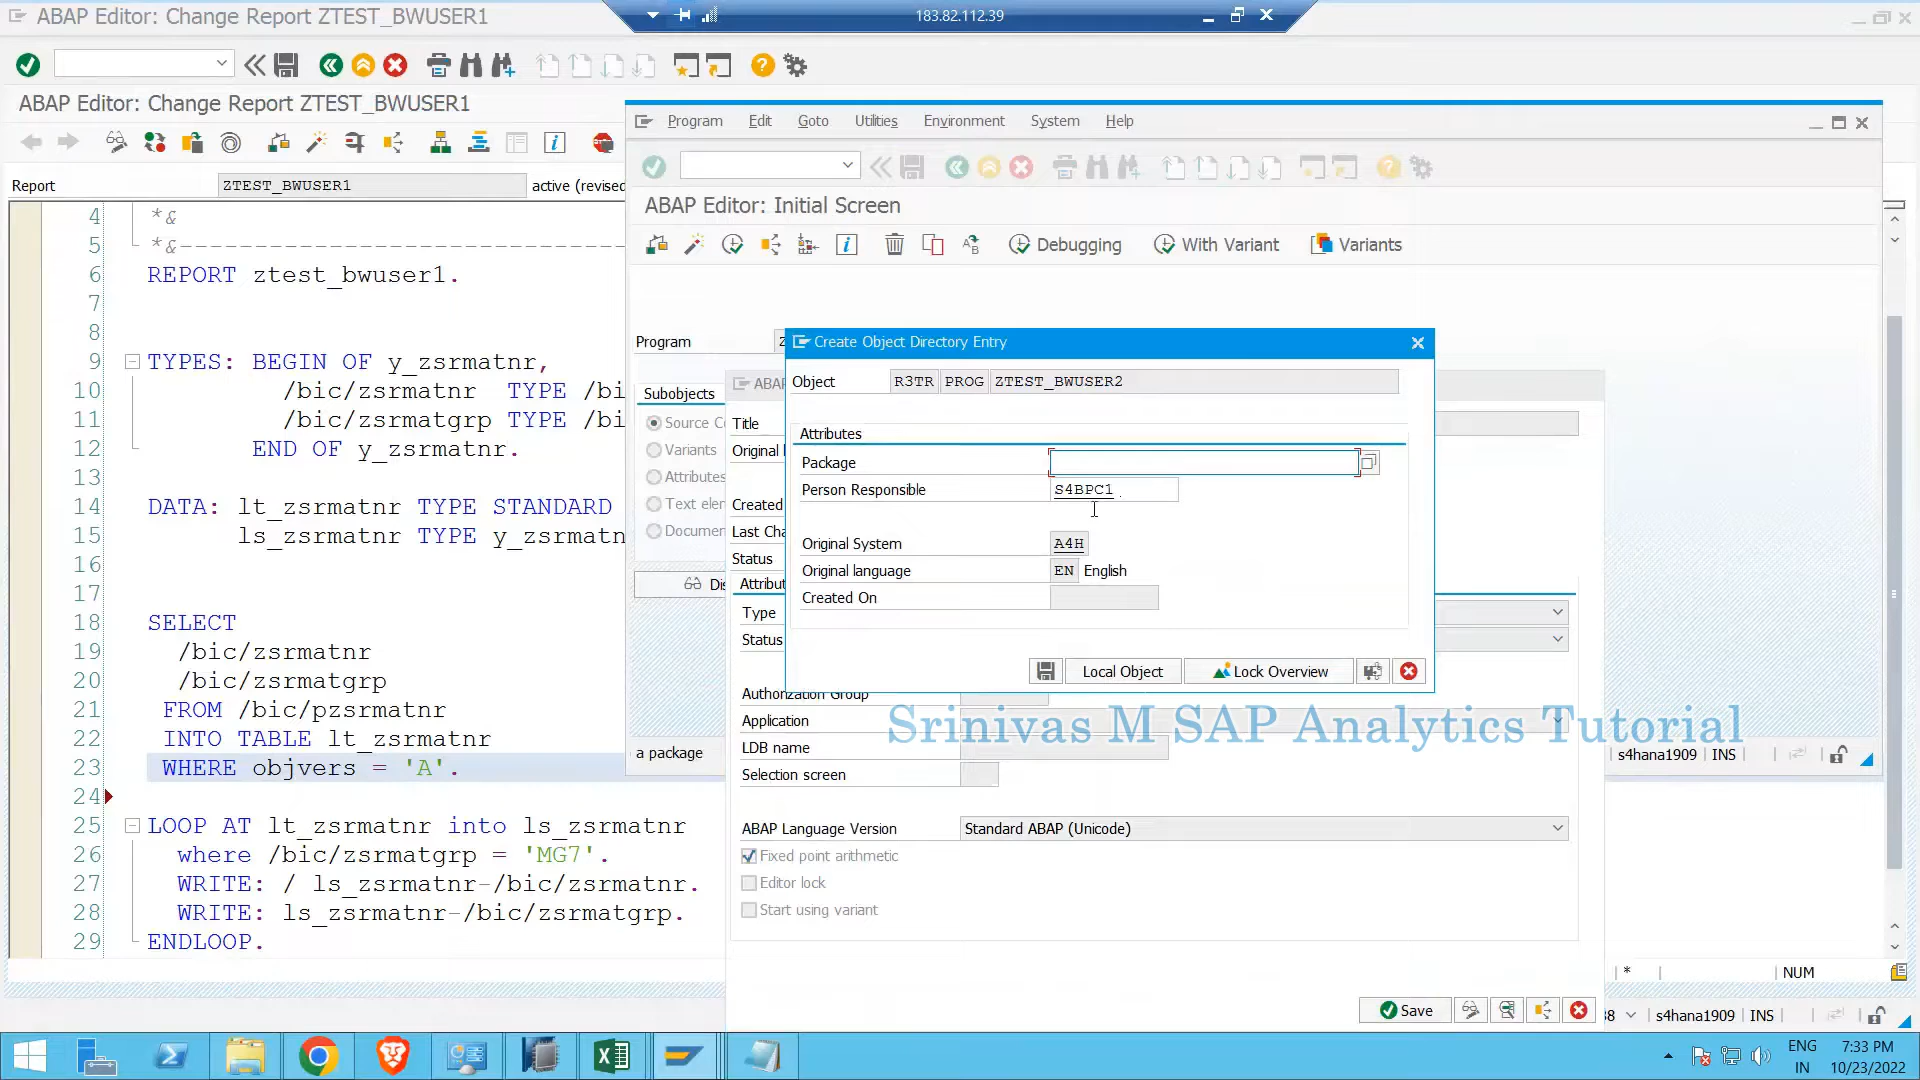 ABAP Editor: Change Report ZTEST_BWUSER1
183.82.112.39
ABAP Editor: Change Report ZTEST_BWUSER1
Report ZTEST_BWUSER1 active (revised
4 *&
5 *&
6 REPORT ztest_bwuser1.
7
8
9 TYPES: BEGIN OF y_zsrmatnr,
10 /bic/zsrmatnr TYPE /bi
11 /bic/zsrmatgrp TYPE /bi
12 END OF y_zsrmatnr.
13
14 DATA: lt_zsrmatnr TYPE STANDARD
15 ls_zsrmatnr TYPE y_zsrmatn
16
17
18 SELECT
19 /bic/zsrmatnr
20 /bic/zsrmatgrp
21 FROM /bic/pzsrmatnr
22 INTO TABLE lt_zsrmatnr
23 WHERE objvers = 'A'.
24
25 LOOP AT lt_zsrmatnr into ls_zsrmatnr
26 where /bic/zsrmatgrp = 'MG7'.
27 WRITE: / ls_zsrmatnr-/bic/zsrmatnr.
28 WRITE: ls_zsrmatnr-/bic/zsrmatgrp.
29 ENDLOOP.
Program Edit Goto Utilities Environment System Help
ABAP Editor: Initial Screen
Debugging With Variant Variants
Program Z
Subobjects
Source C
Variants
Attributes
Text elem
Documen
Dis
a package
ABAP
Title
Original l
Created
Last Cha
Status
Attribut
Type
Status
Authorization Group
Application
LDB name
Selection screen
ABAP Language Version Standard ABAP (Unicode)
Fixed point arithmetic
Editor lock
Start using variant
Save
Create Object Directory Entry
Object R3TR PROG ZTEST_BWUSER2
Attributes
Package
Person Responsible S4BPC1
Original System A4H
Original language EN English
Created On
Local Object Lock Overview
Srinivas M SAP Analytics Tutorial
s4hana1909 INS
* NUM
38 s4hana1909 INS
ENG 7:33 PM
IN 10/23/2022